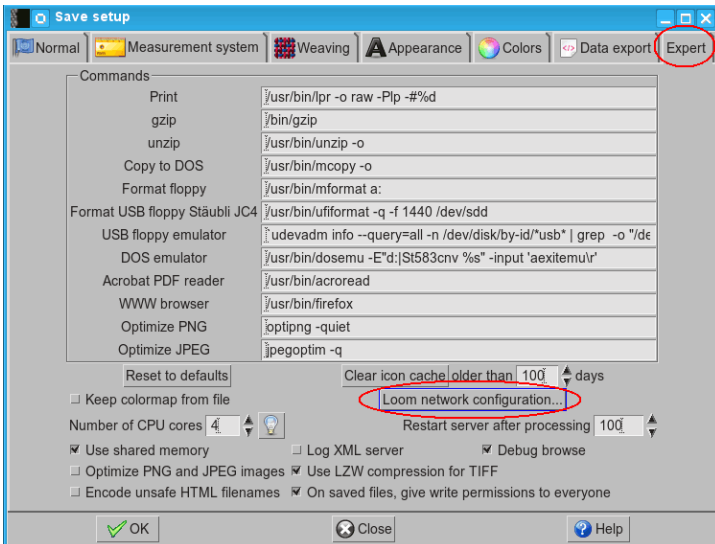 Save setup
Normal Measurement system Weaving Appearance Colors Data export Expert
Commands
Print /usr/bin/lpr -o raw -Plp -#%d
gzip /bin/gzip
unzip /usr/bin/unzip -o
Copy to DOS /usr/bin/mcopy -o
Format floppy /usr/bin/mformat a:
Format USB floppy Stäubli JC4 /usr/bin/ufiformat -q -f 1440 /dev/sdd
USB floppy emulator `udevadm info --query=all -n /dev/disk/by-id/*usb* | grep -o "/de
DOS emulator /usr/bin/dosemu -E"d:|St583cnv %s" -input 'aexitemu\r'
Acrobat PDF reader /usr/bin/acroread
WWW browser /usr/bin/firefox
Optimize PNG optipng -quiet
Optimize JPEG jpegoptim -q
Reset to defaults Clear icon cache older than 100 days
Keep colormap from file Loom network configuration...
Number of CPU cores 4 Restart server after processing 100
Use shared memory Log XML server Debug browse
Optimize PNG and JPEG images Use LZW compression for TIFF
Encode unsafe HTML filenames On saved files, give write permissions to everyone
OK Close Help